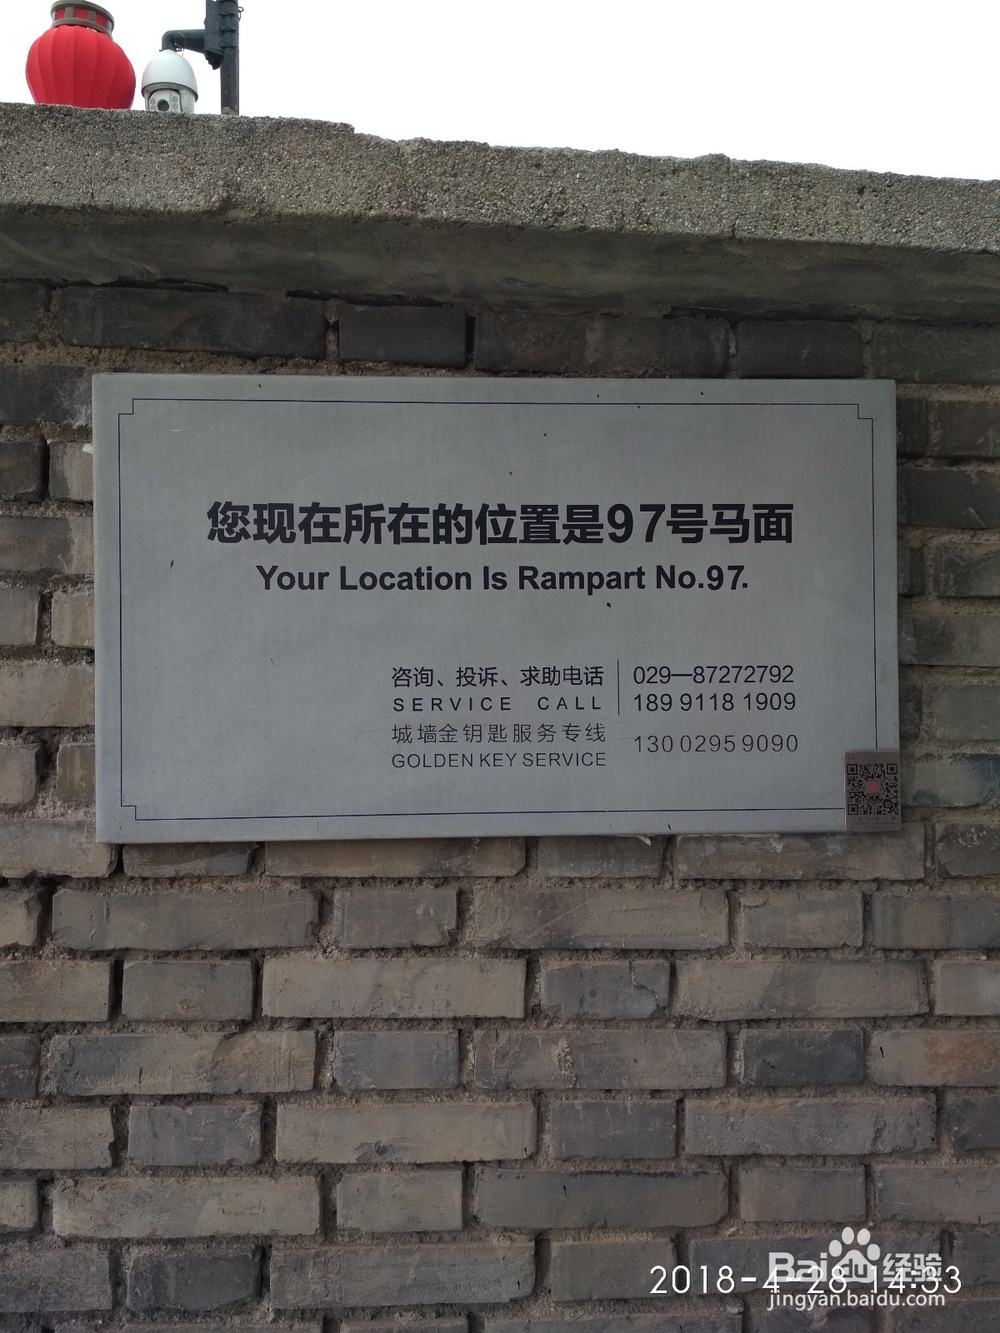 您现在所在的位置是97号马面
Your Location Is Rampart No.97.
咨询、投诉、求助电话 029—87272792
SERVICE CALL 189 9118 1909
城墙金钥匙服务专线
GOLDEN KEY SERVICE 130 0295 9090
Baidu经验
2018-4-28 14:33
jingyan.baidu.com